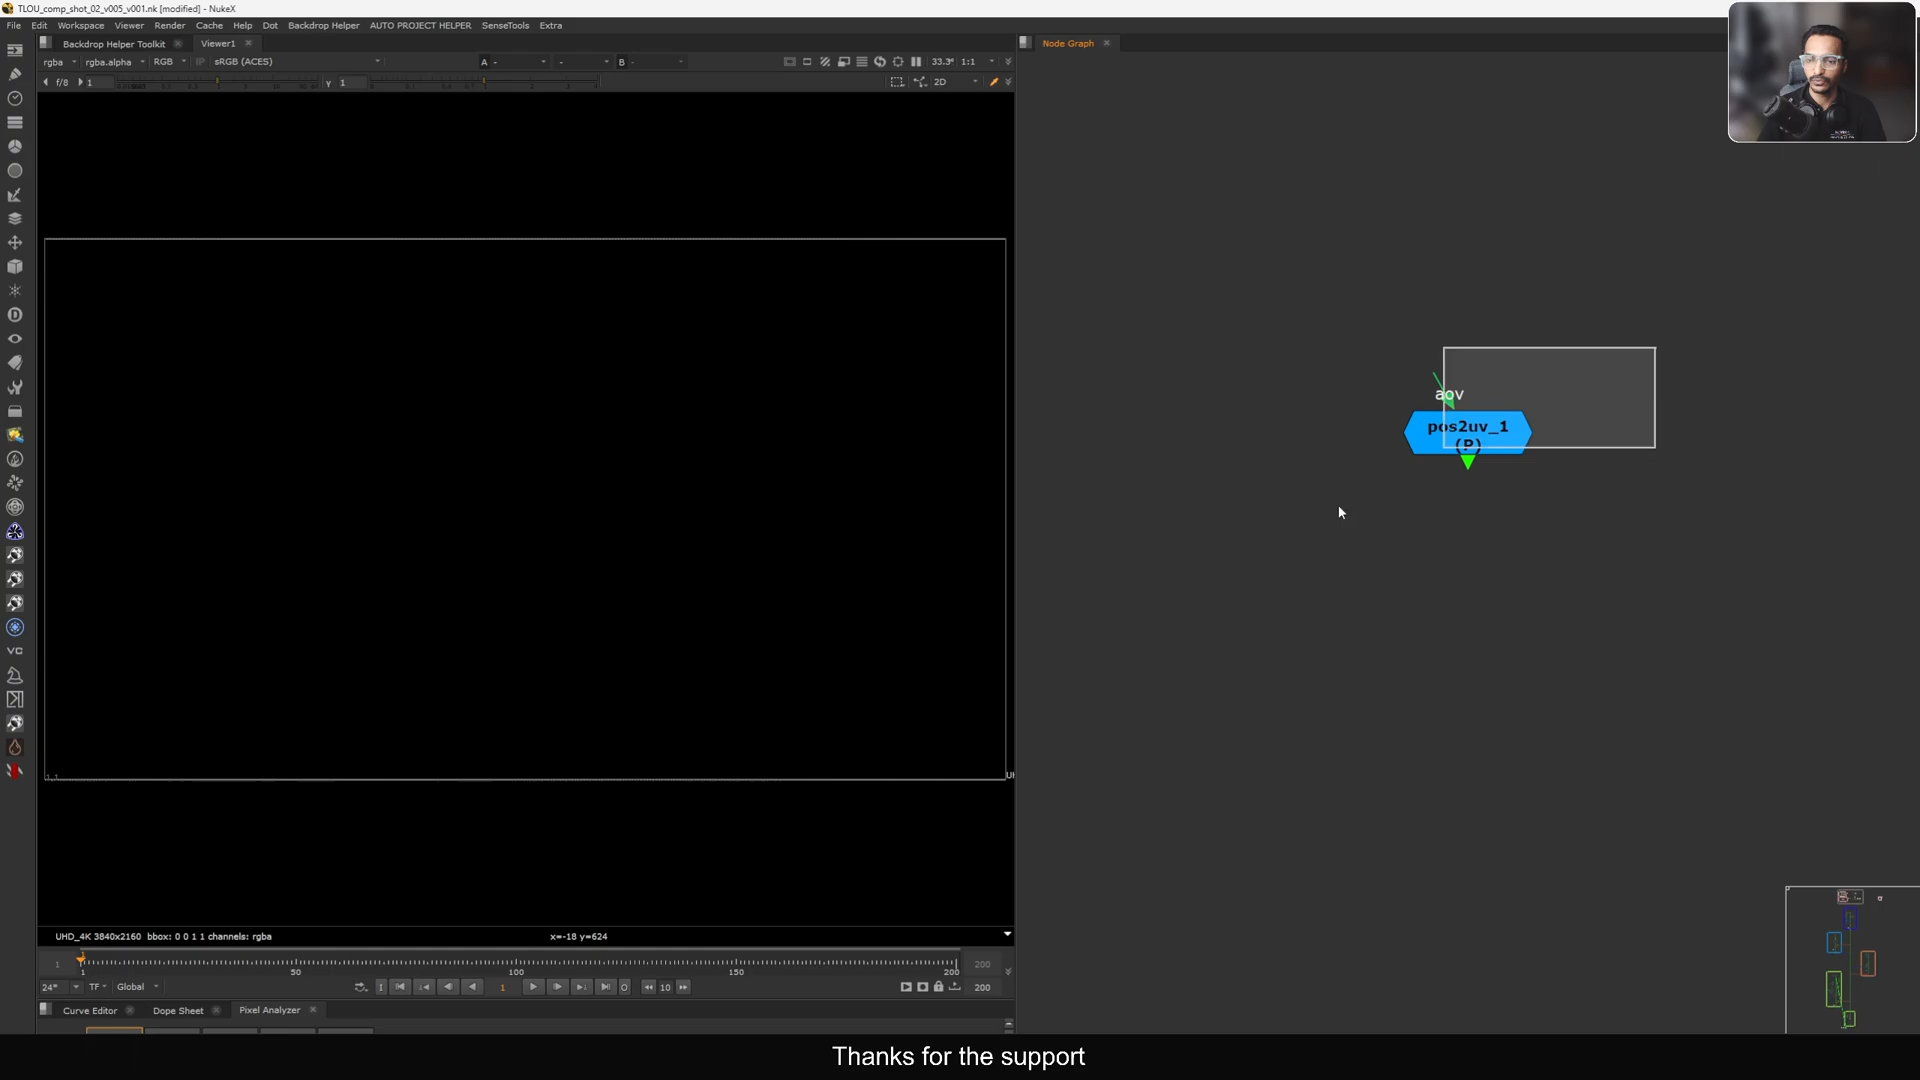 TLOU_comp_shot_02_v005_v001.nk [modified] - NukeX
File Edit Workspace Viewer Render Cache Help Dot Backdrop Helper AUTO PROJECT HELPER SenseTools Extra
Backdrop Helper Toolkit Viewer1 Node Graph
rgba rgba.alpha RGB IP sRGB (ACES) A - - B - 1:1
f/8 1 Y 1 2D
aov
pos2uv_1
(P)
D
VC
UHD_4K 3840x2160 bbox: 0 0 1 1 channels: rgba x=-18 y=624
1 1 50 100 150 200 200
24* TF Global I 1 O 10 200
Curve Editor Dope Sheet Pixel Analyzer
Thanks for the support